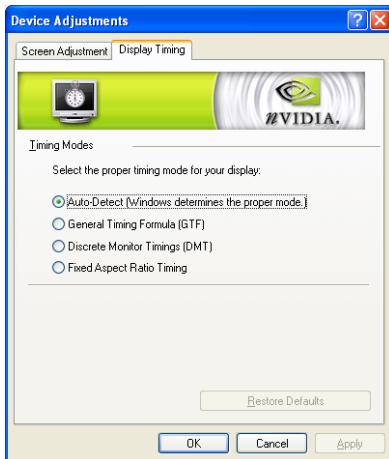 Device Adjustments
Screen Adjustment Display Timing
nVIDIA.
Timing Modes
Select the proper timing mode for your display:
Auto-Detect (Windows determines the proper mode.)
General Timing Formula (GTF)
Discrete Monitor Timings (DMT)
Fixed Aspect Ratio Timing
Restore Defaults
OK Cancel Apply